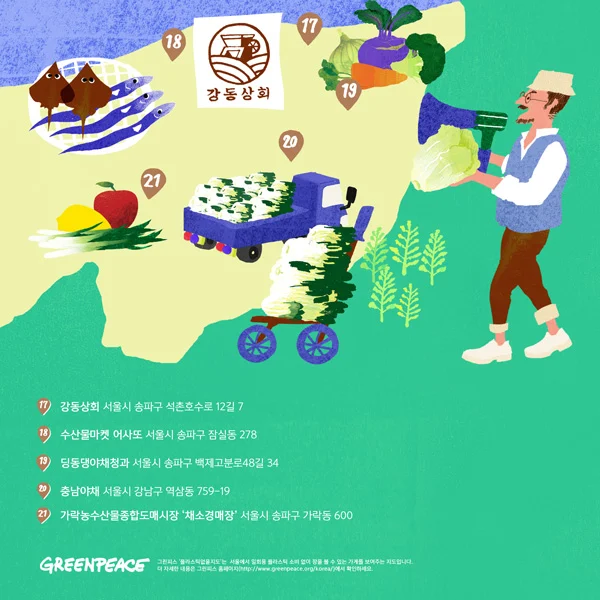 18
17
강동상회
19
20
21
17 강동상회 서울시 송파구 석촌호수로 12길 7
18 수산물마켓 어사또 서울시 송파구 잠실동 278
19 딩동댕야채청과 서울시 송파구 백제고분로48길 34
20 충남야채 서울시 강남구 역삼동 759-19
21 가락농수산물종합도매시장 '채소경매장' 서울시 송파구 가락동 600
GREENPEACE
그린피스 '플라스틱없을지도'는 서울에서 일회용 플라스틱 소비 없이 장을 볼 수 있는 가게를 보여주는 지도입니다.
더 자세한 내용은 그린피스 홈페이지(http://www.greenpeace.org/korea/)에서 확인하세요.